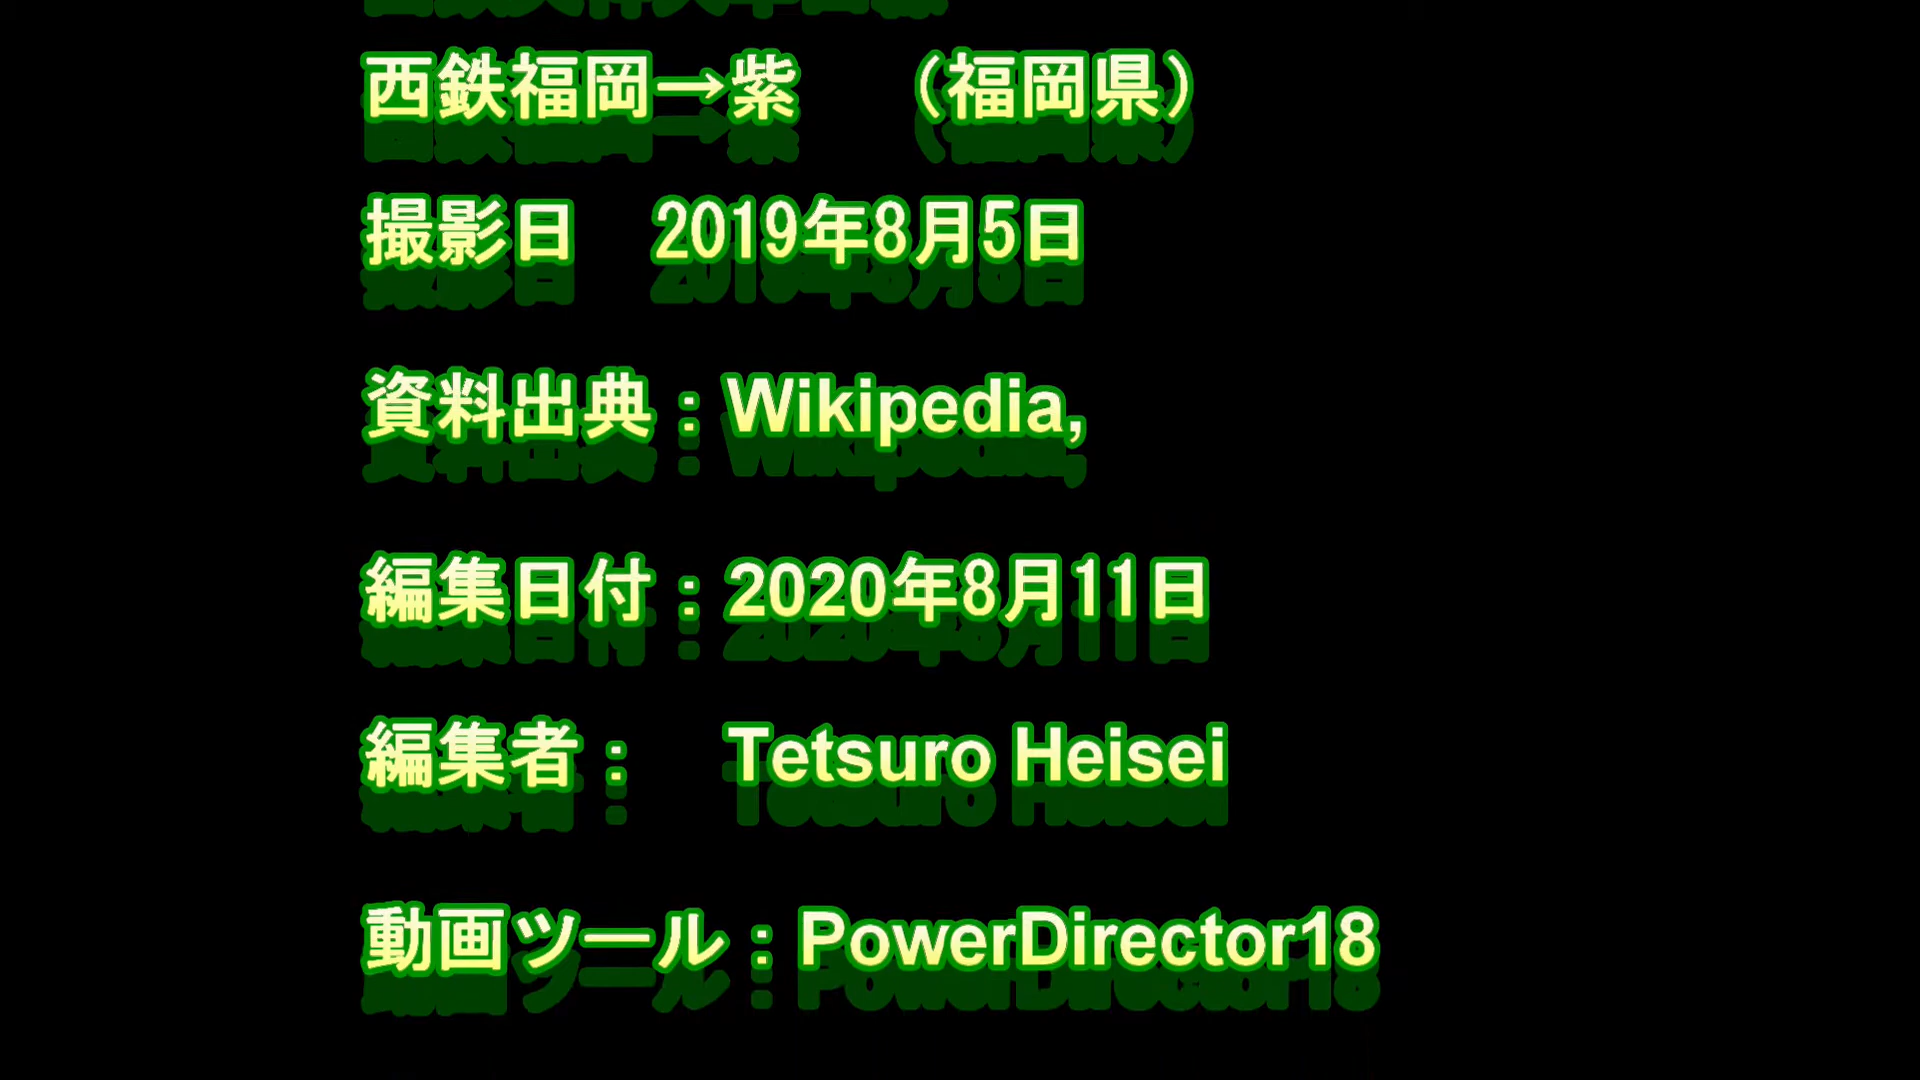 西鉄福岡→紫　（福岡県）
撮影日　2019年8月5日
資料出典：Wikipedia,
編集日付：2020年8月11日
編集者：　Tetsuro Heisei
動画ツール：PowerDirector18